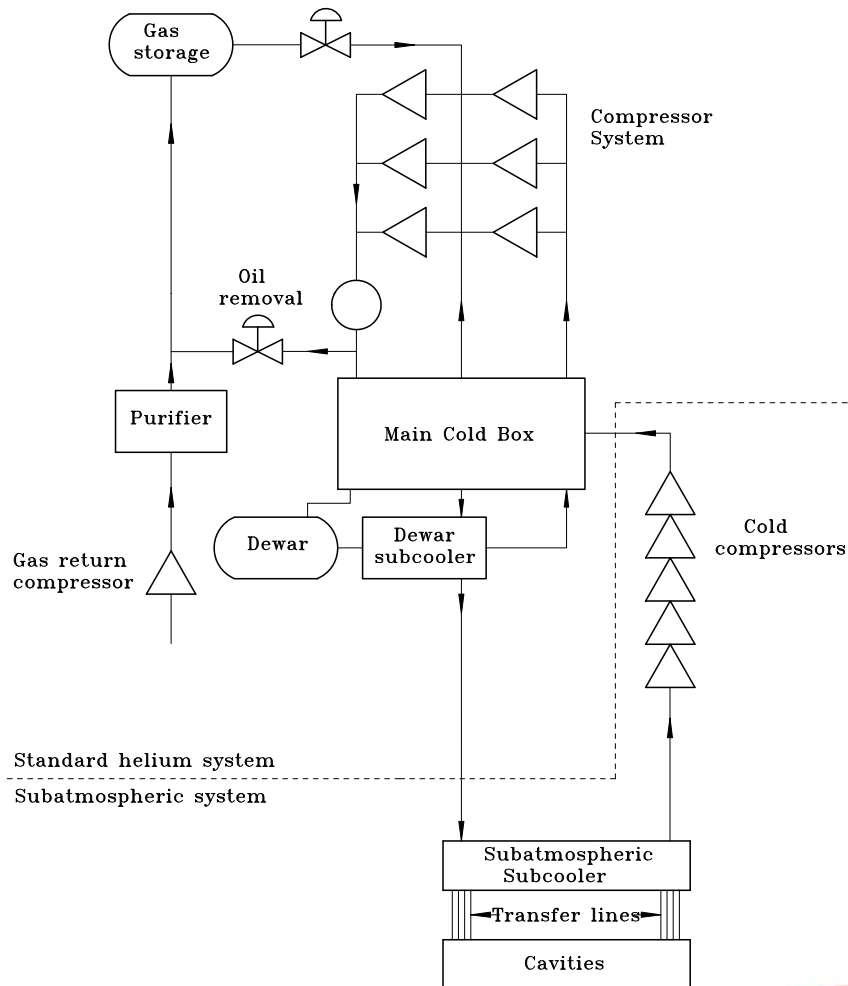 Gas
storage
Compressor
System
Oil
removal
Purifier
Main Cold Box
Dewar
Dewar
subcooler
Cold
compressors
Gas return
compressor
Standard helium system
Subatmospheric system
Subatmospheric
Subcooler
Transfer lines
Cavities